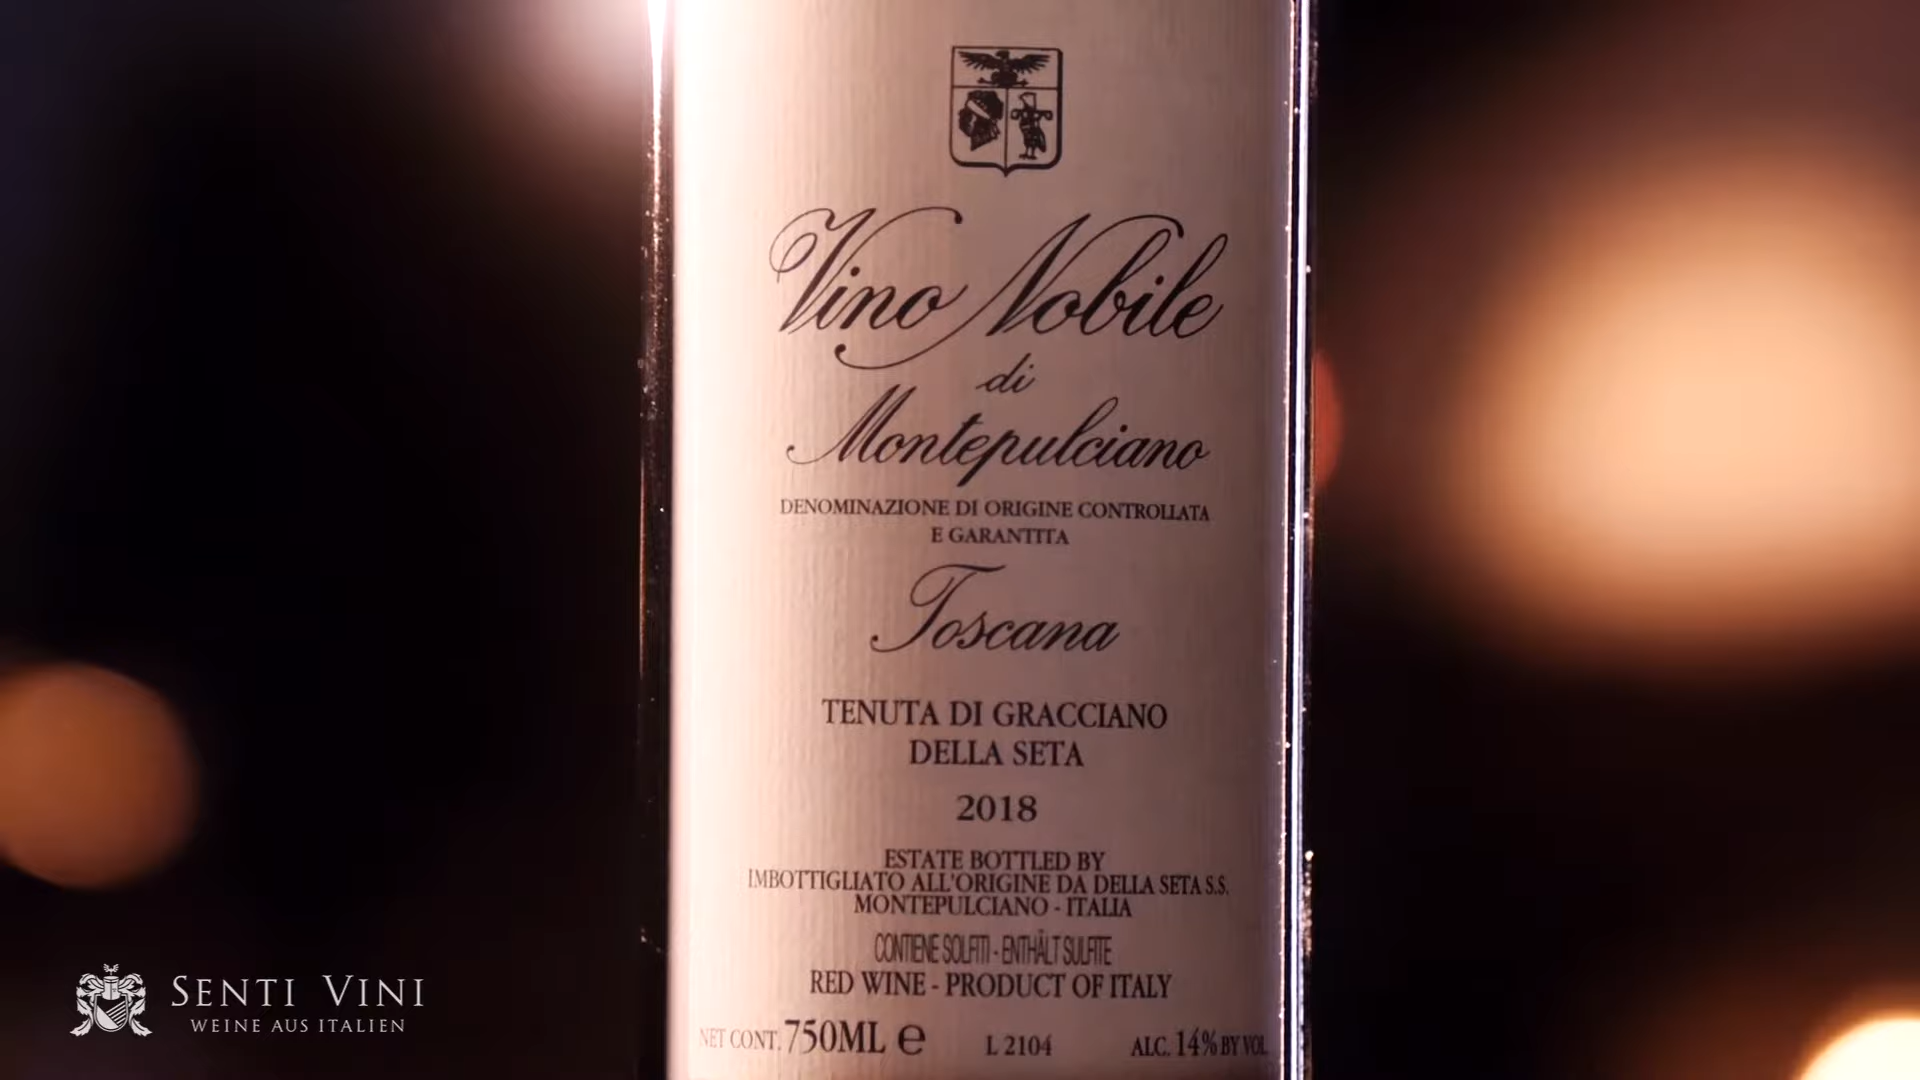 Vino Nobile
di
Montepulciano
DENOMINAZIONE DI ORIGINE CONTROLLATA
E GARANTITA
Toscana
TENUTA DI GRACCIANO
DELLA SETA
2018
ESTATE BOTTLED BY
IMBOTTIGLIATO ALL'ORIGINE DA DELLA SETA S.S.
MONTEPULCIANO - ITALIA
CONTIENE SOLFITI - ENTHÄLT SULFITE
RED WINE - PRODUCT OF ITALY
NET CONT. 750ML e L 2104 ALC. 14% BY VOL
SENTI VINI
WEINE AUS ITALIEN